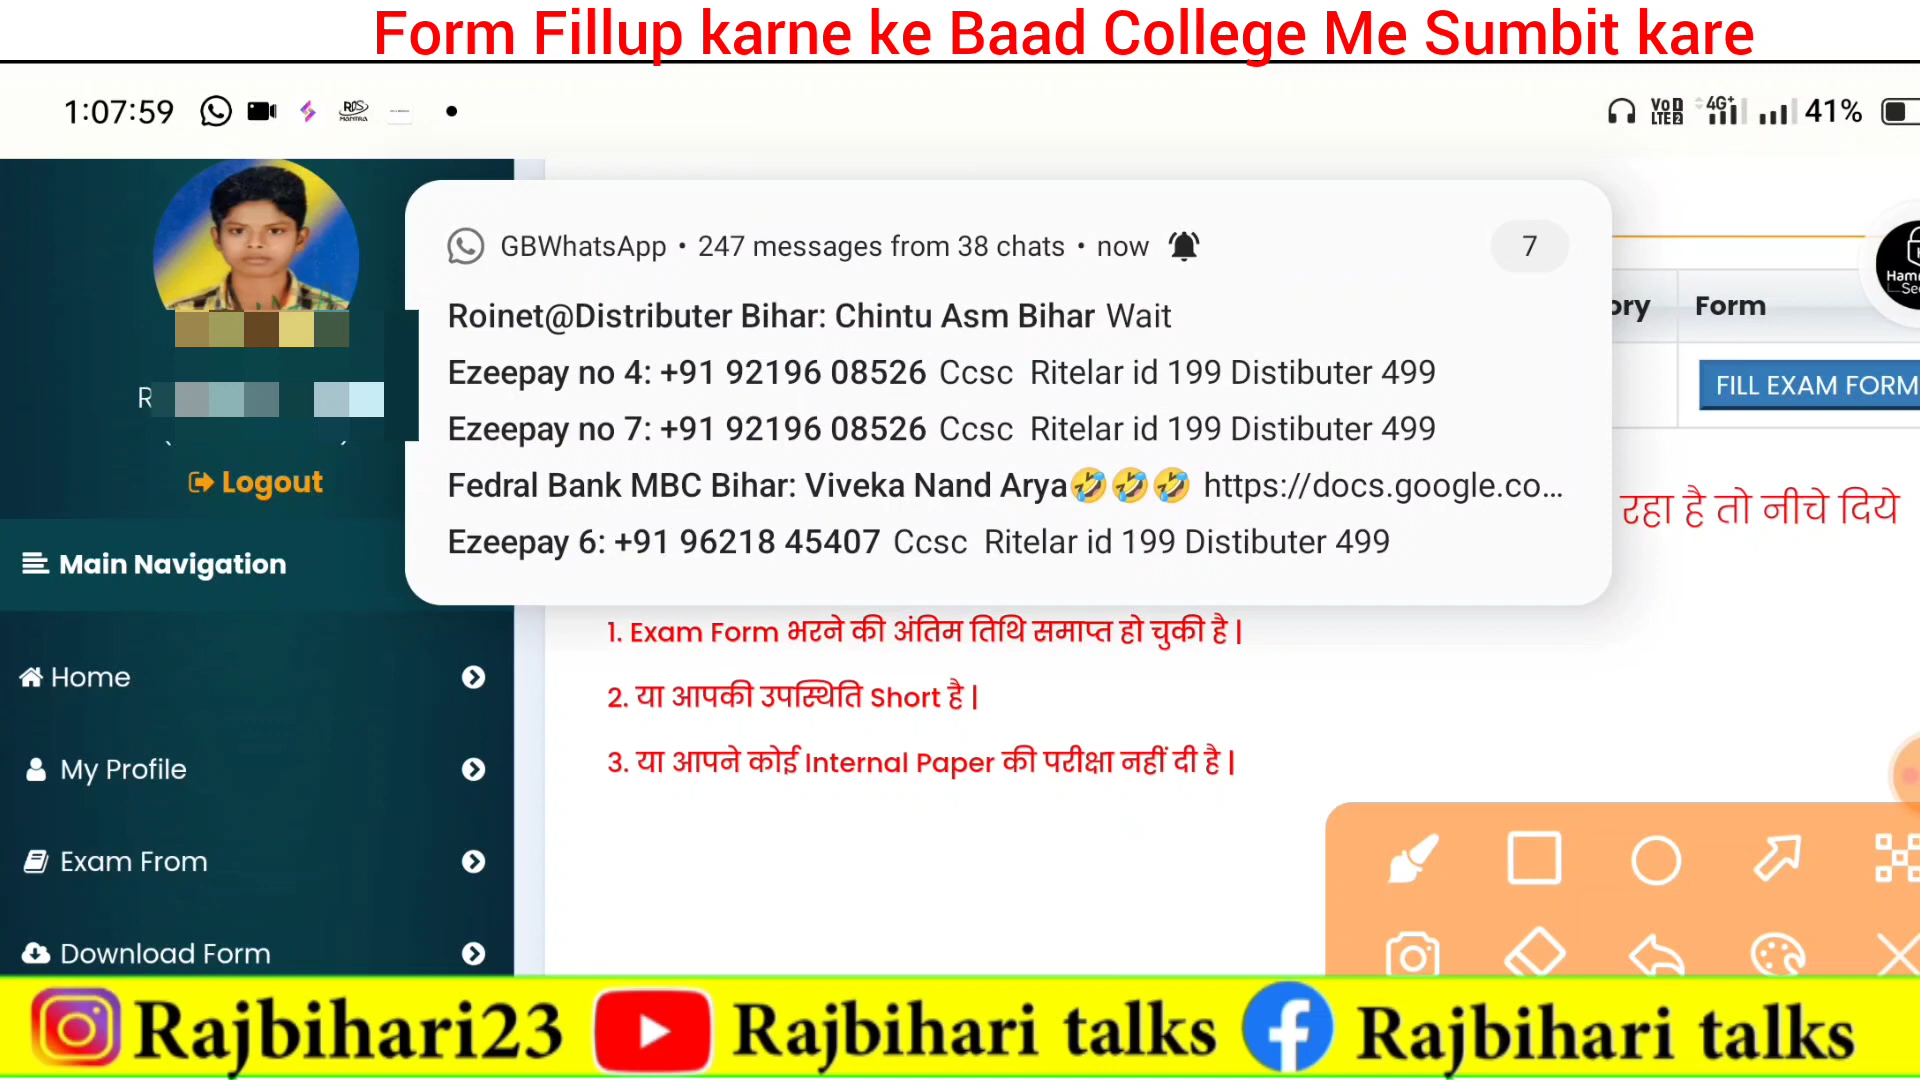 Form Fillup karne ke Baad College Me Sumbit kare
1:07:59
4G+
41%
GBWhatsApp • 247 messages from 38 chats • now
7
Roinet@Distributer Bihar: Chintu Asm Bihar Wait
Ezeepay no 4: +91 92196 08526 Ccsc Ritelar id 199 Distibuter 499
Ezeepay no 7: +91 92196 08526 Ccsc Ritelar id 199 Distibuter 499
Fedral Bank MBC Bihar: Viveka Nand Arya🤣🤣🤣 https://docs.google.co...
Ezeepay 6: +91 96218 45407 Ccsc Ritelar id 199 Distibuter 499
Form
FILL EXAM FORM
R
Logout
रहा है तो नीचे दिये
Main Navigation
1. Exam Form भरने की अंतिम तिथि समाप्त हो चुकी है |
2. या आपकी उपस्थिति Short है |
3. या आपने कोई Internal Paper की परीक्षा नहीं दी है |
Home
My Profile
Exam From
Download Form
Rajbihari23 Rajbihari talks Rajbihari talks